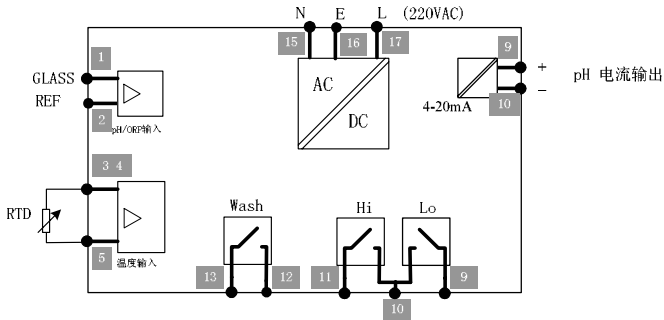 N E L (220VAC)
15 16 17
9
1
GLASS
+
pH 电流输出
AC
REF
−
10
4-20mA
2
DC
pH/ORP输入
3 4
RTD
Wash
Hi
Lo
5
温度输入
13
12
11
9
10